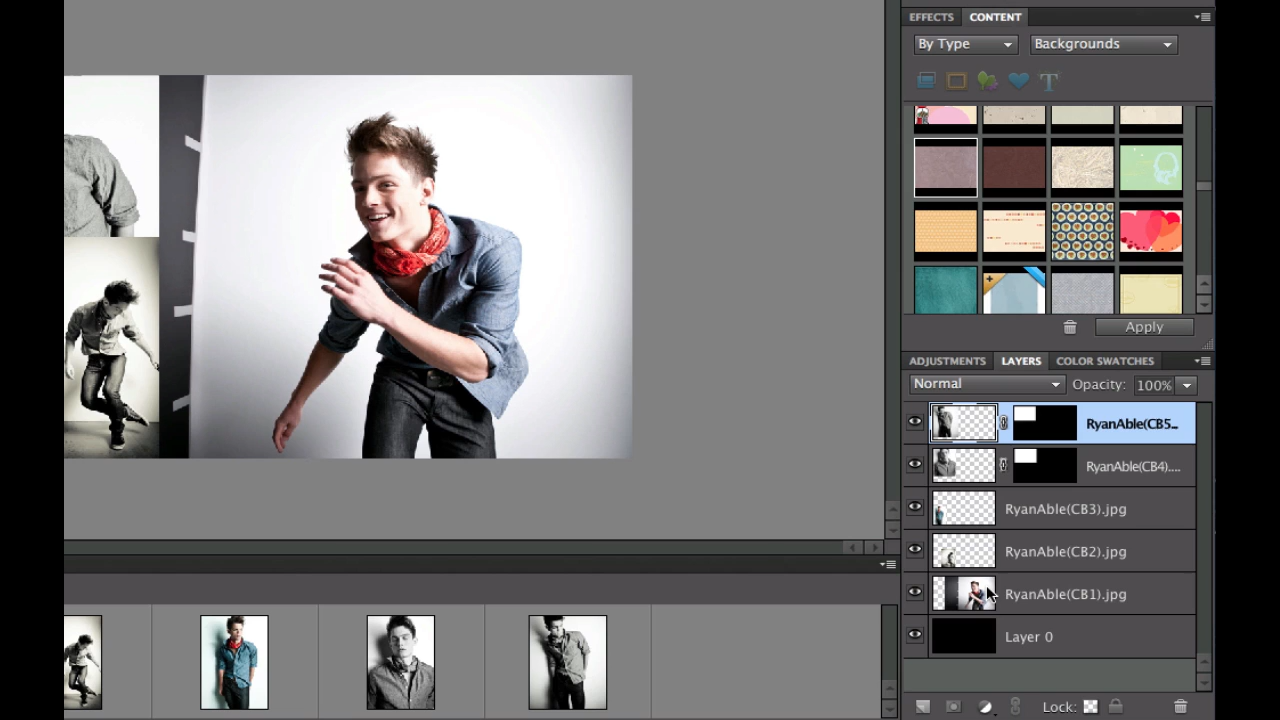 EFFECTS CONTENT
By Type Backgrounds
T
Apply
ADJUSTMENTS LAYERS COLOR SWATCHES
Normal Opacity: 100%
RyanAble(CB5...
RyanAble(CB4)....
RyanAble(CB3).jpg
RyanAble(CB2).jpg
RyanAble(CB1).jpg
Layer 0
Lock: